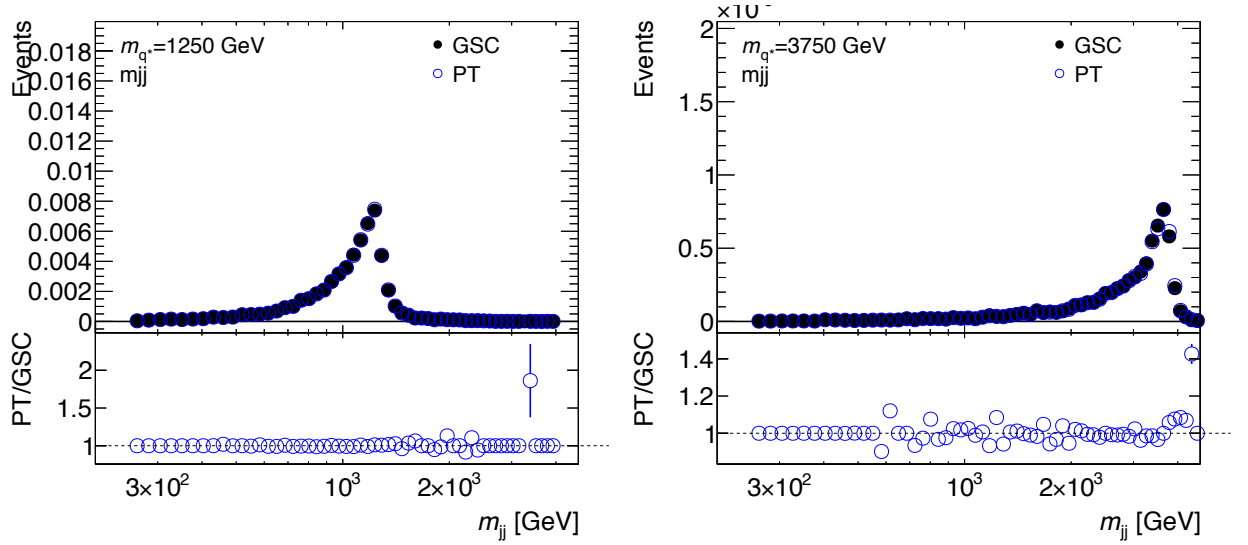 Events
0.018
0.016
0.014
0.012
0.01
0.008
0.006
0.004
0.002
0
m_q*=1250 GeV
mjj
GSC
PT
PT/GSC
2
1.5
1
3×10²
10³
2×10³
m_jj [GeV]
×10
Events
2
1.5
1
0.5
0
m_q*=3750 GeV
mjj
GSC
PT
PT/GSC
1.4
1.2
1
3×10²
10³
2×10³
m_jj [GeV]